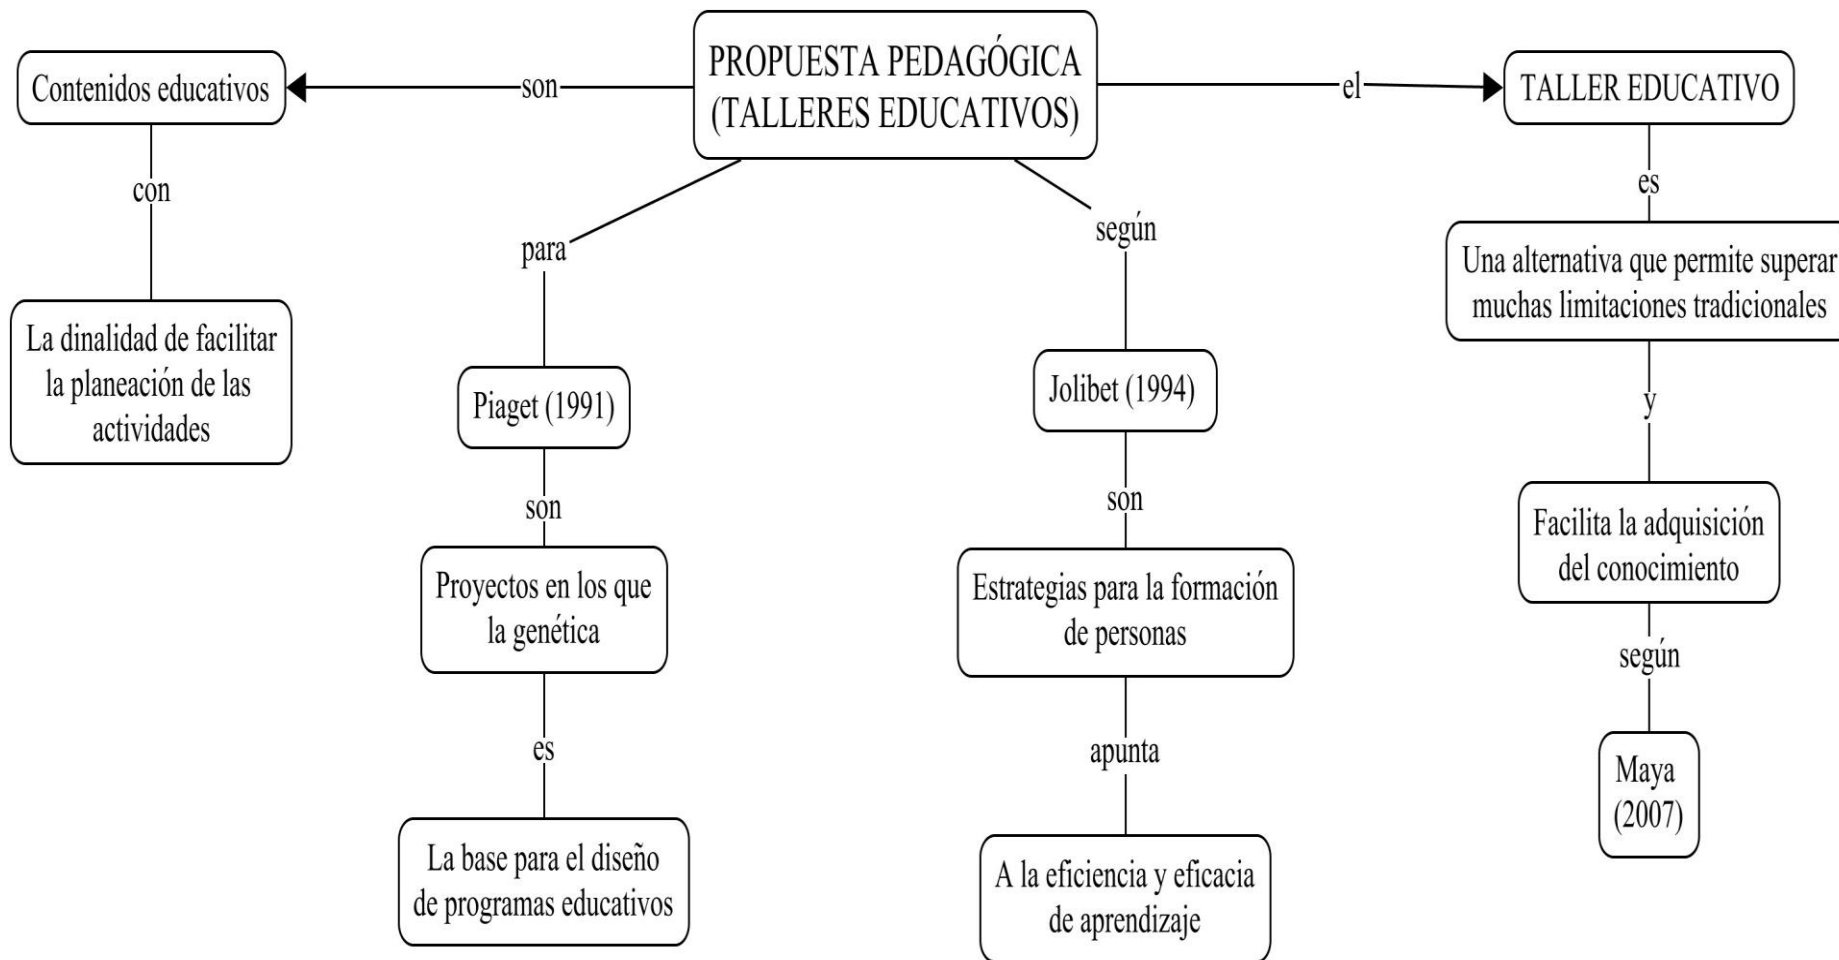 PROPUESTA PEDAGÓGICA
(TALLERES EDUCATIVOS)
son
Contenidos educativos
con
La dinalidad de facilitar
la planeación de las
actividades
para
Piaget (1991)
son
Proyectos en los que
la genética
es
La base para el diseño
de programas educativos
según
Jolibet (1994)
son
Estrategias para la formación
de personas
apunta
A la eficiencia y eficacia
de aprendizaje
el
TALLER EDUCATIVO
es
Una alternativa que permite superar
muchas limitaciones tradicionales
y
Facilita la adquisición
del conocimiento
según
Maya
(2007)